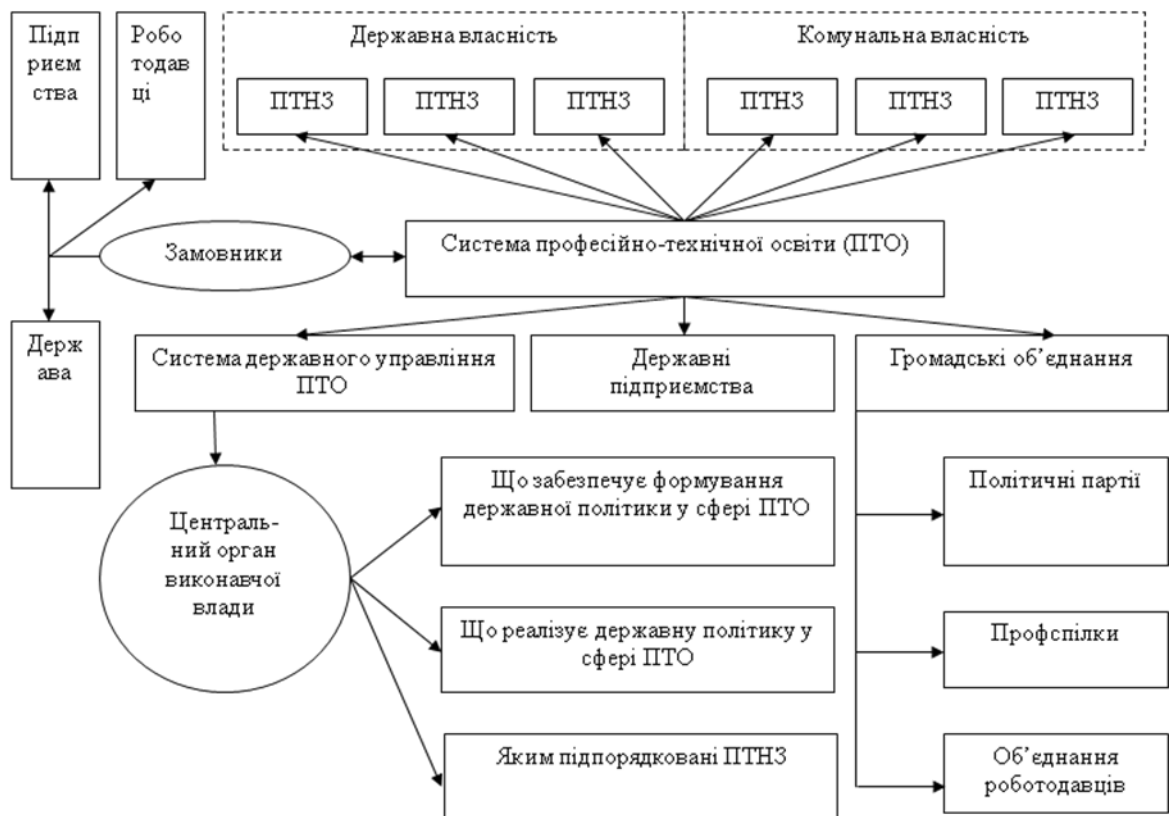 Підп
риєм
ства
Робо
тодав
ці
Державна власність
Комунальна власність
ПТНЗ
ПТНЗ
ПТНЗ
ПТНЗ
ПТНЗ
ПТНЗ
Замовники
Система професійно-технічної освіти (ПТО)
Держ
ава
Система державного управління
ПТО
Державні
підприємства
Громадські об’єднання
Централь-
ний орган
виконавчої
влади
Що забезпечує формування
державної політики у сфері ПТО
Політичні партії
Що реалізує державну політику у
сфері ПТО
Профспілки
Яким підпорядковані ПТНЗ
Об’єднання
роботодавців